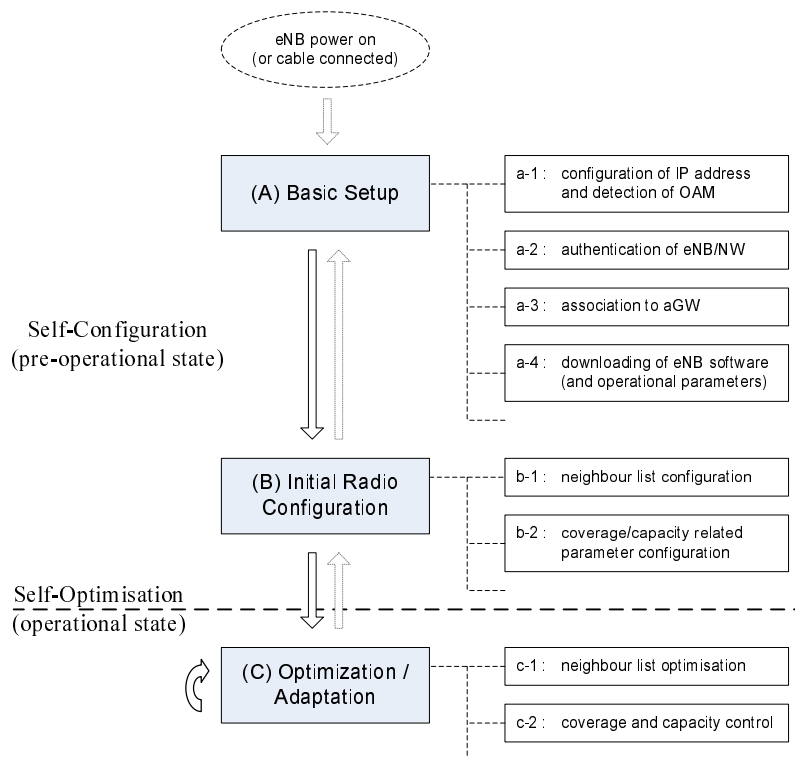 eNB power on
(or cable connected)
(A) Basic Setup
a-1 : configuration of IP address
and detection of OAM
a-2 : authentication of eNB/NW
a-3 : association to aGW
a-4 : downloading of eNB software
(and operational parameters)
Self-Configuration
(pre-operational state)
(B) Initial Radio
Configuration
b-1 : neighbour list configuration
b-2 : coverage/capacity related
parameter configuration
Self-Optimisation
(operational state)
(C) Optimization /
Adaptation
c-1 : neighbour list optimisation
c-2 : coverage and capacity control